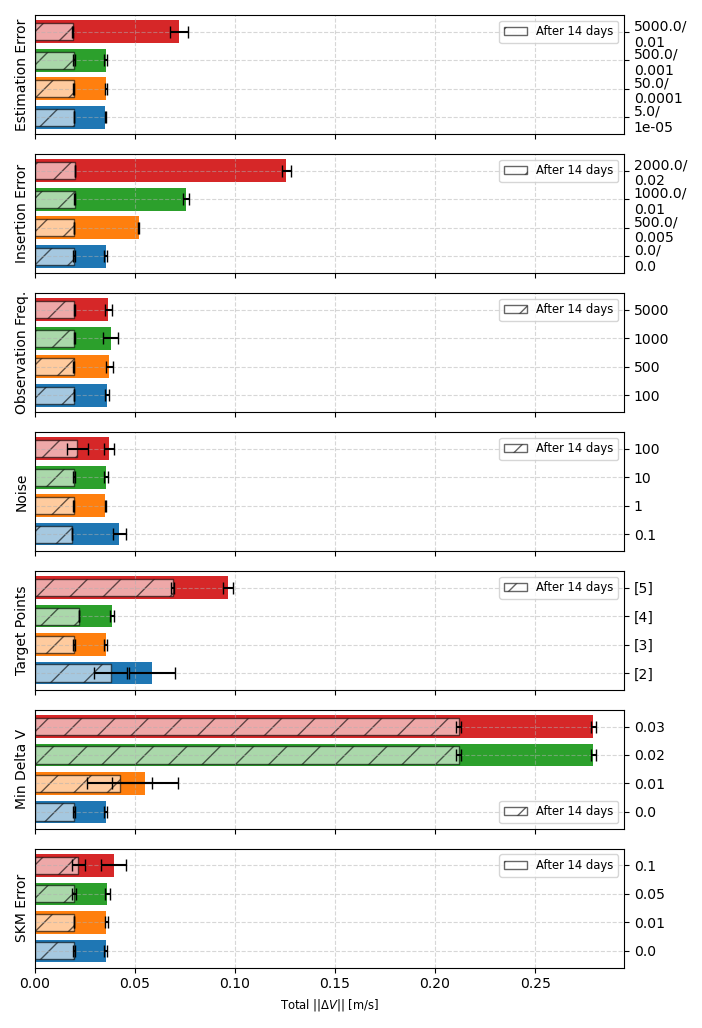 Estimation Error
After 14 days
5000.0/
0.01
500.0/
0.001
50.0/
0.0001
5.0/
1e-05
Insertion Error
After 14 days
2000.0/
0.02
1000.0/
0.01
500.0/
0.005
0.0/
0.0
Observation Freq.
After 14 days
5000
1000
500
100
Noise
After 14 days
100
10
1
0.1
Target Points
After 14 days
[5]
[4]
[3]
[2]
Min Delta V
0.03
0.02
0.01
After 14 days
0.0
SKM Error
After 14 days
0.1
0.05
0.01
0.0
0.00 0.05 0.10 0.15 0.20 0.25
Total ||ΔV|| [m/s]